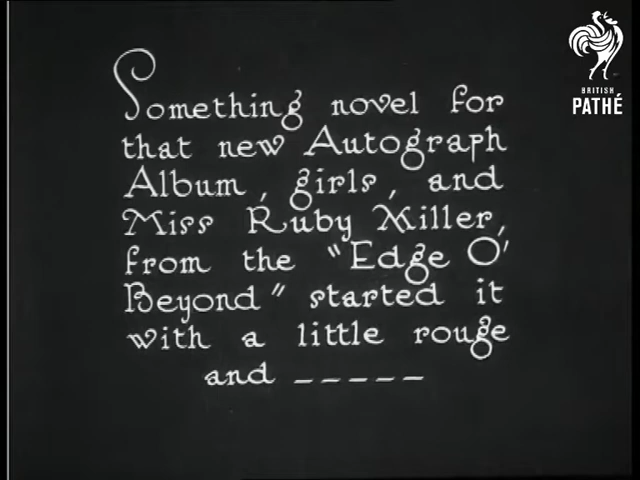 BRITISH
PATHÉ
Something novel for
that new Autograph
Album, girls, and
Miss Ruby Miller,
from the "Edge O'
Beyond" started it
with a little rouge
and _ _ _ _ _